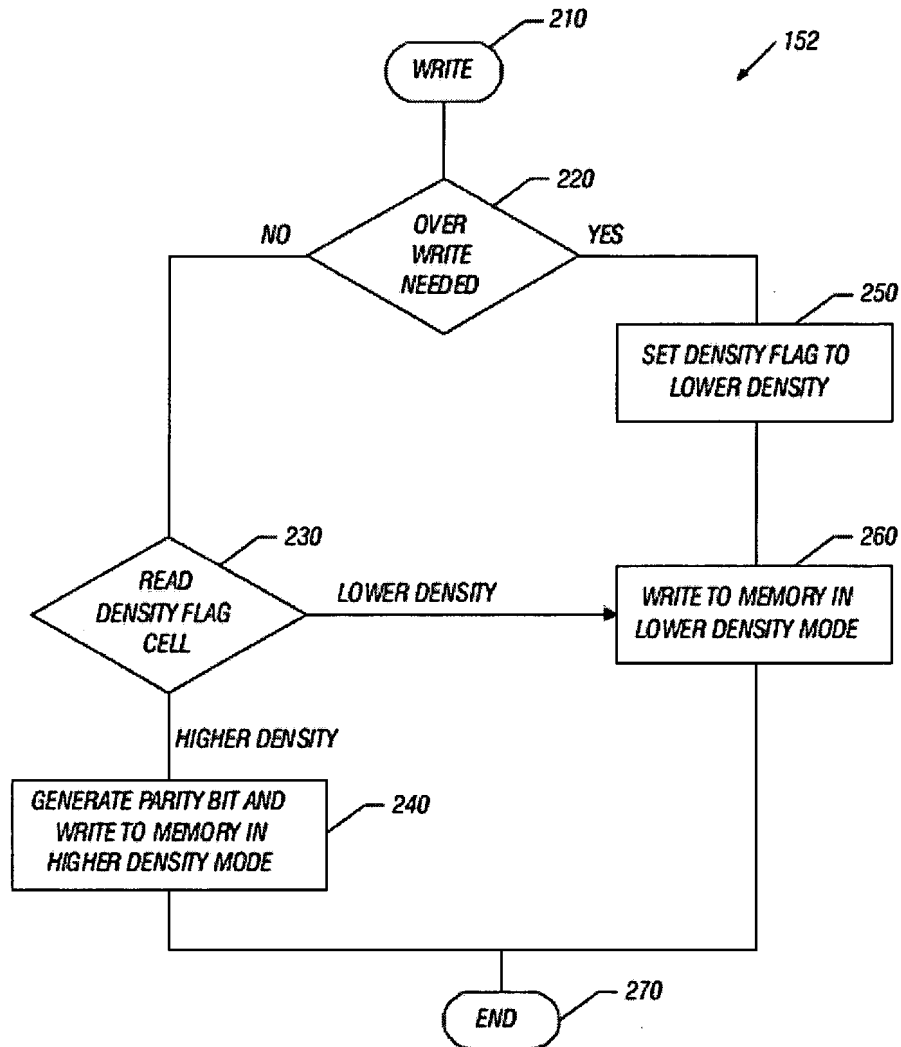 210
WRITE
152
220
OVER
WRITE
NEEDED
NO
YES
250
SET DENSITY FLAG TO
LOWER DENSITY
230
READ
DENSITY FLAG
CELL
LOWER DENSITY
260
WRITE TO MEMORY IN
LOWER DENSITY MODE
HIGHER DENSITY
GENERATE PARITY BIT AND
WRITE TO MEMORY IN
HIGHER DENSITY MODE
240
END
270